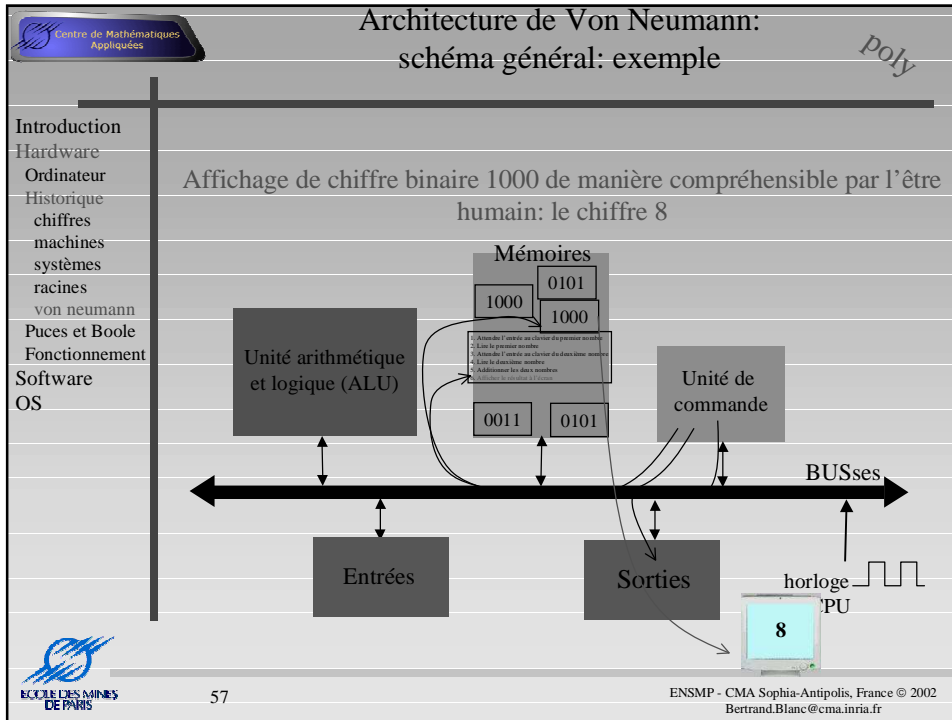 Centre de Mathématiques
Appliquées
Architecture de Von Neumann:
schéma général: exemple
poly
Introduction
Hardware
Ordinateur
Historique
chiffres
machines
systèmes
racines
von neumann
Puces et Boole
Fonctionnement
Software
OS
Affichage de chiffre binaire 1000 de manière compréhensible par l'être
humain: le chiffre 8
Mémoires
0101
1000
1000
1. Attendre l'entrée au clavier du premier nombre
2. Lire le premier nombre
3. Attendre l'entrée au clavier du deuxième nombre
4. Lire le deuxième nombre
5. Additionner les deux nombres
6. Afficher le résultat à l'écran
0011
0101
Unité arithmétique
et logique (ALU)
Unité de
commande
BUSses
Entrées
Sorties
horloge
CPU
8
ECOLE DES MINES
DE PARIS
57
ENSMP - CMA Sophia-Antipolis, France © 2002
Bertrand.Blanc@cma.inria.fr